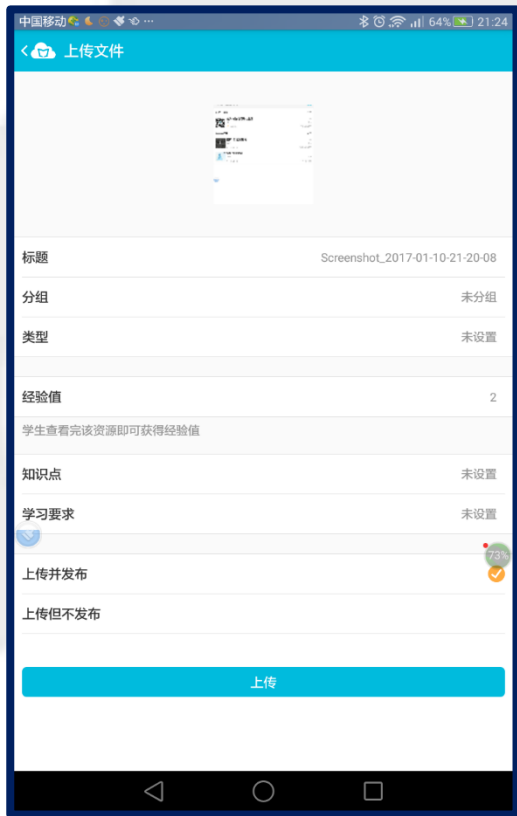 中国移动 64% 21:24
上传文件
标题 Screenshot_2017-01-10-21-20-08
分组 未分组
类型 未设置
经验值 2
学生查看完该资源即可获得经验值
知识点 未设置
学习要求 未设置
73%
上传并发布
上传但不发布
上传